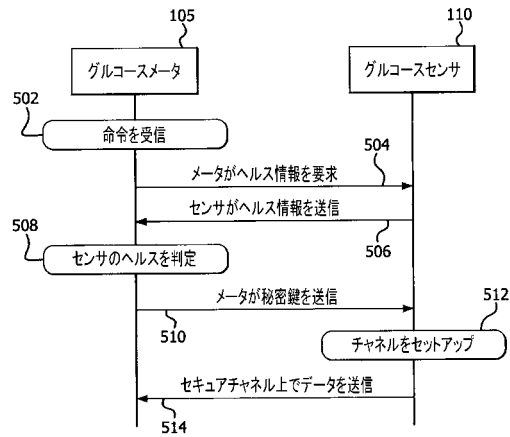 105
110
グルコースメータ
グルコースセンサ
502
命令を受信
504
メータがヘルス情報を要求
センサがヘルス情報を送信
506
508
センサのヘルスを判定
メータが秘密鍵を送信
510
512
チャネルをセットアップ
セキュアチャネル上でデータを送信
514